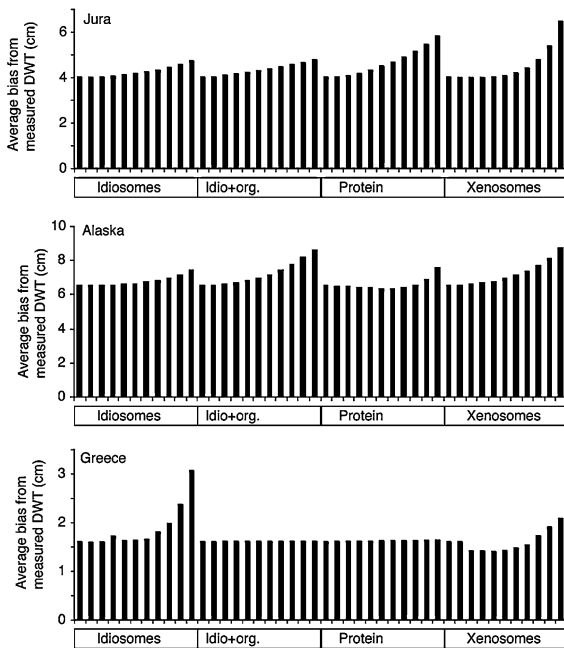 Jura
Average bias from
measured DWT (cm)
6
4
2
0
Idiosomes Idio+org. Protein Xenosomes
Alaska
Average bias from
measured DWT (cm)
10
8
6
4
2
0
Idiosomes Idio+org. Protein Xenosomes
Greece
Average bias from
measured DWT (cm)
3
2
1
0
Idiosomes Idio+org. Protein Xenosomes